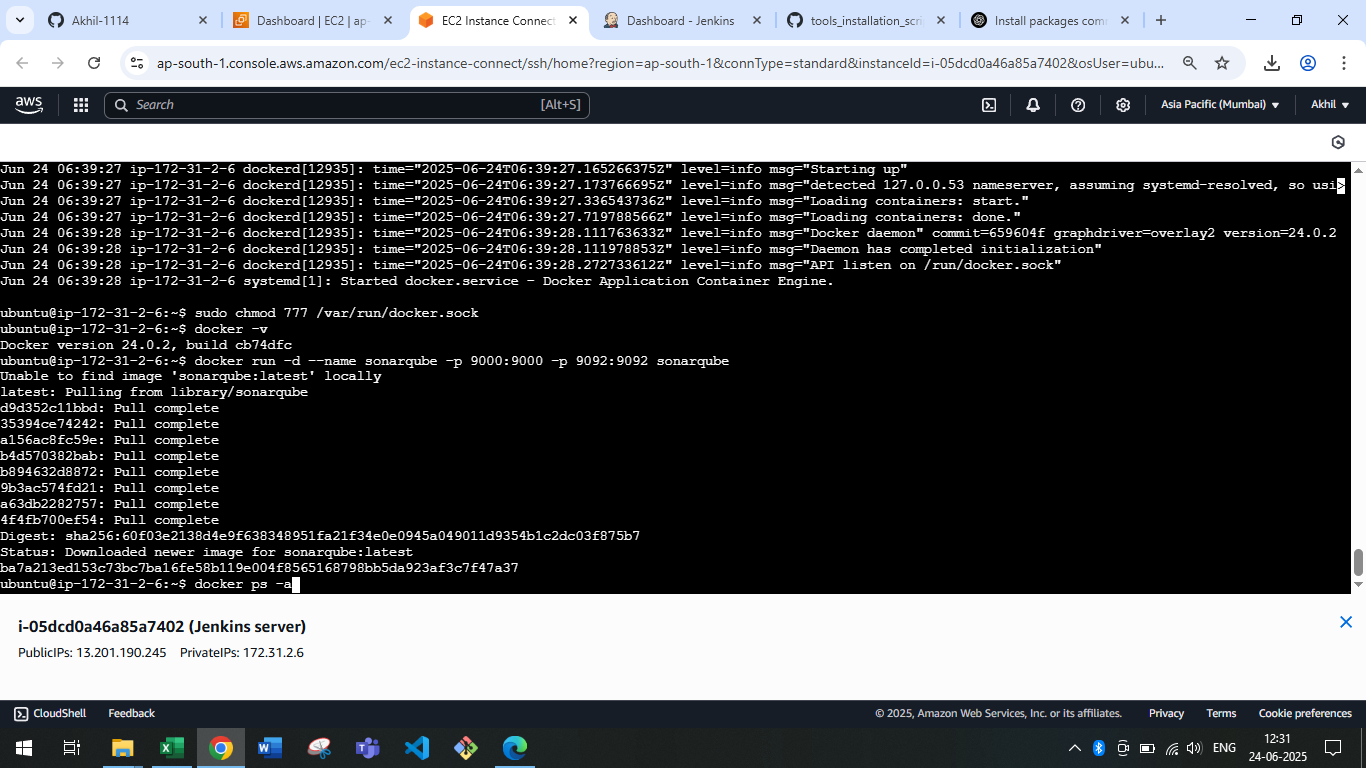 Akhil-1114
Dashboard | EC2 | ap-
EC2 Instance Connect
Dashboard - Jenkins
tools_installation_scri
Install packages com
ap-south-1.console.aws.amazon.com/ec2-instance-connect/ssh/home?region=ap-south-1&connType=standard&instanceId=i-05dcd0a46a85a7402&osUser=ubu...
aws
Search
[Alt+S]
Asia Pacific (Mumbai)
Akhil
Jun 24 06:39:27 ip-172-31-2-6 dockerd[12935]: time="2025-06-24T06:39:27.165266375Z" level=info msg="Starting up"
Jun 24 06:39:27 ip-172-31-2-6 dockerd[12935]: time="2025-06-24T06:39:27.173766695Z" level=info msg="detected 127.0.0.53 nameserver, assuming systemd-resolved, so usi>
Jun 24 06:39:27 ip-172-31-2-6 dockerd[12935]: time="2025-06-24T06:39:27.336543736Z" level=info msg="Loading containers: start."
Jun 24 06:39:27 ip-172-31-2-6 dockerd[12935]: time="2025-06-24T06:39:27.719788566Z" level=info msg="Loading containers: done."
Jun 24 06:39:28 ip-172-31-2-6 dockerd[12935]: time="2025-06-24T06:39:28.111763633Z" level=info msg="Docker daemon" commit=659604f graphdriver=overlay2 version=24.0.2
Jun 24 06:39:28 ip-172-31-2-6 dockerd[12935]: time="2025-06-24T06:39:28.111978853Z" level=info msg="Daemon has completed initialization"
Jun 24 06:39:28 ip-172-31-2-6 dockerd[12935]: time="2025-06-24T06:39:28.272733612Z" level=info msg="API listen on /run/docker.sock"
Jun 24 06:39:28 ip-172-31-2-6 systemd[1]: Started docker.service - Docker Application Container Engine.
ubuntu@ip-172-31-2-6:~$ sudo chmod 777 /var/run/docker.sock
ubuntu@ip-172-31-2-6:~$ docker -v
Docker version 24.0.2, build cb74dfc
ubuntu@ip-172-31-2-6:~$ docker run -d --name sonarqube -p 9000:9000 -p 9092:9092 sonarqube
Unable to find image 'sonarqube:latest' locally
latest: Pulling from library/sonarqube
d9d352c11bbd: Pull complete
35394ce74242: Pull complete
a156ac8fc59e: Pull complete
b4d570382bab: Pull complete
b894632d8872: Pull complete
9b3ac574fd21: Pull complete
a63db2282757: Pull complete
4f4fb700ef54: Pull complete
Digest: sha256:60f03e2138d4e9f638348951fa21f34e0e0945a049011d9354b1c2dc03f875b7
Status: Downloaded newer image for sonarqube:latest
ba7a213ed153c73bc7ba16fe58b119e004f8565168798bb5da923af3c7f47a37
ubuntu@ip-172-31-2-6:~$ docker ps -a
i-05dcd0a46a85a7402 (Jenkins server)
PublicIPs: 13.201.190.245 PrivateIPs: 172.31.2.6
CloudShell
Feedback
© 2025, Amazon Web Services, Inc. or its affiliates.
Privacy
Terms
Cookie preferences
ENG
12:31
24-06-2025